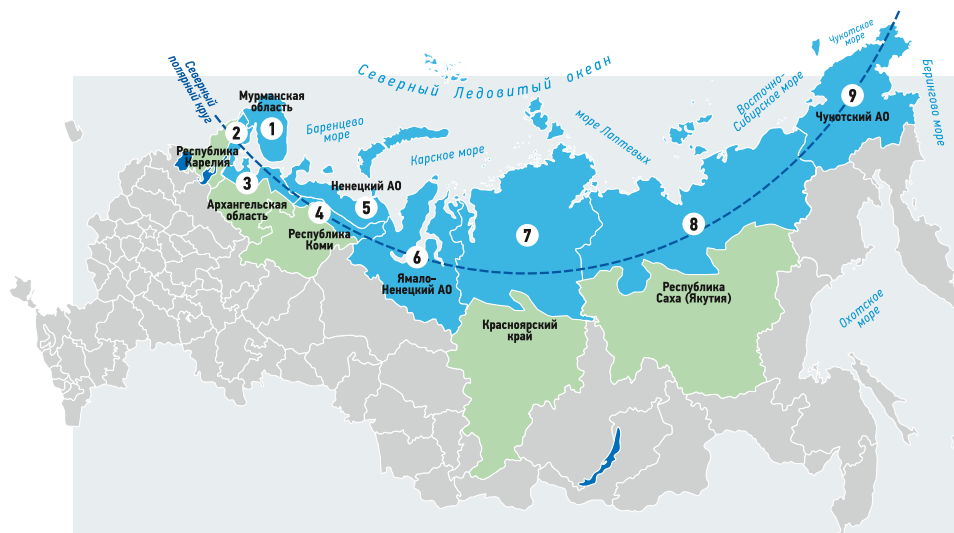 Северный Ледовитый океан
Чукотское
море
Берингово море
Восточно-
Сибирское море
море Лаптевых
Северный
полярный круг
Мурманская
область
Баренцево
море
Карское море
9
Чукотский АО
1
2
Республика
Карелия
3
Архангельская
область
Ненецкий АО
5
4
Республика
Коми
6
Ямало-
Ненецкий АО
7
8
Республика
Саха (Якутия)
Красноярский
край
Охотское
море